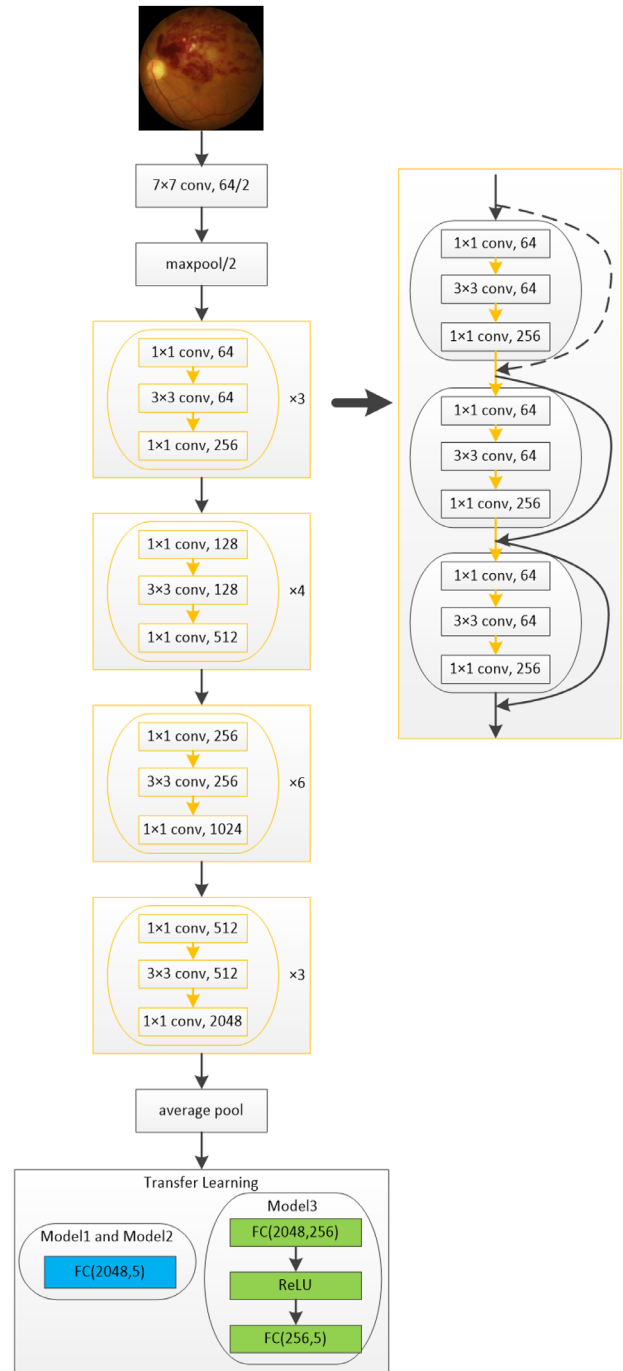 7×7 conv, 64/2
maxpool/2
1×1 conv, 64
3×3 conv, 64
1×1 conv, 256
×3
1×1 conv, 128
3×3 conv, 128
1×1 conv, 512
×4
1×1 conv, 256
3×3 conv, 256
1×1 conv, 1024
×6
1×1 conv, 512
3×3 conv, 512
1×1 conv, 2048
×3
average pool
Transfer Learning
Model1 and Model2
FC(2048,5)
Model3
FC(2048,256)
ReLU
FC(256,5)
1×1 conv, 64
3×3 conv, 64
1×1 conv, 256
1×1 conv, 64
3×3 conv, 64
1×1 conv, 256
1×1 conv, 64
3×3 conv, 64
1×1 conv, 256